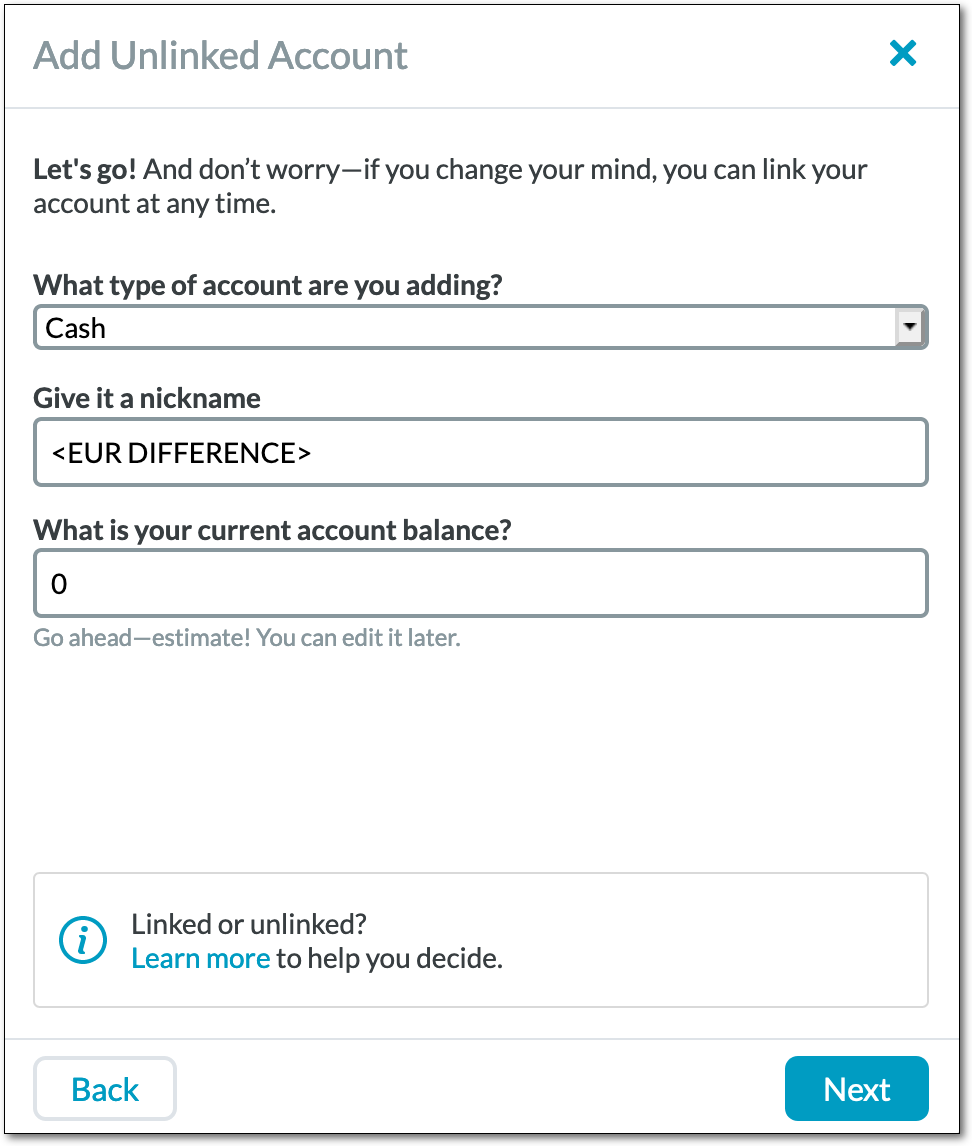 Add Unlinked Account
Let's go! And don’t worry—if you change your mind, you can link your
account at any time.
What type of account are you adding?
Cash
Give it a nickname
<EUR DIFFERENCE>
What is your current account balance?
0
Go ahead—estimate! You can edit it later.
Linked or unlinked?
Learn more to help you decide.
Back
Next